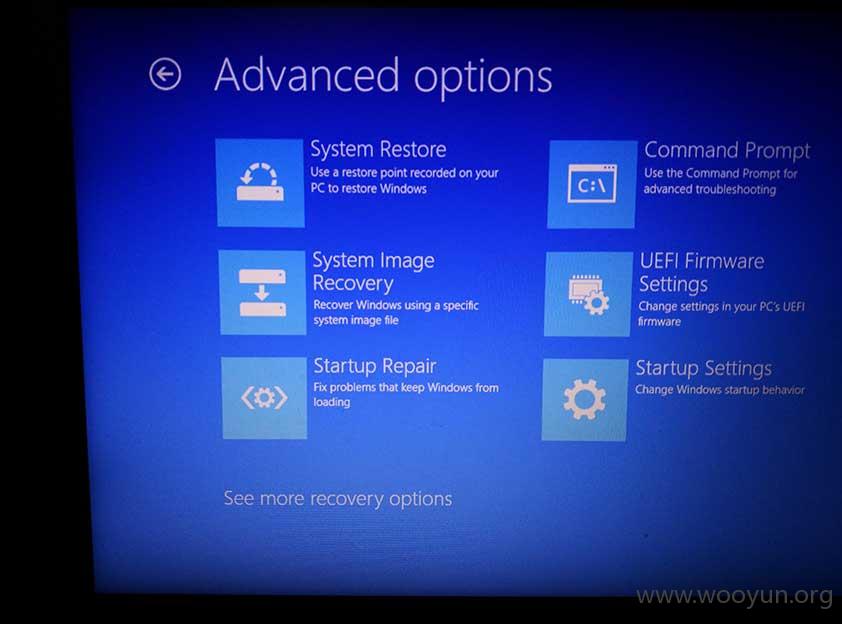 Advanced options
System Restore
Use a restore point recorded on your
PC to restore Windows
Command Prompt
Use the Command Prompt for
advanced troubleshooting
C:\
System Image
Recovery
Recover Windows using a specific
system image file
UEFI Firmware
Settings
Change settings in your PC's UEFI
firmware
Startup Repair
Fix problems that keep Windows from
loading
Startup Settings
Change Windows startup behavior
See more recovery options
www.wooyun.org